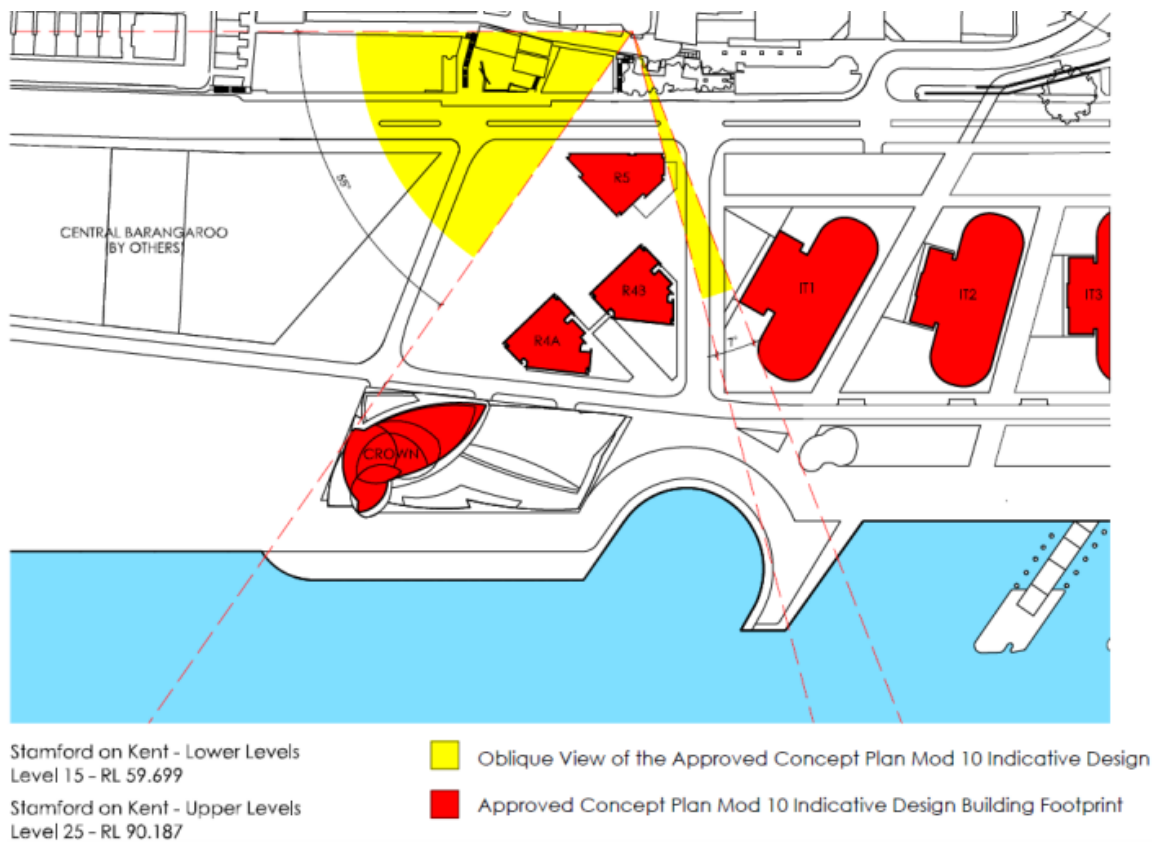 R5
55°
CENTRAL BARANGAROO
(BY OTHERS)
R43
IT1
IT2
IT3
R4A
7°
CROWN
Stamford on Kent - Lower Levels
Level 15 - RL 59.699
Stamford on Kent - Upper Levels
Level 25 - RL 90.187
Oblique View of the Approved Concept Plan Mod 10 Indicative Design
Approved Concept Plan Mod 10 Indicative Design Building Footprint